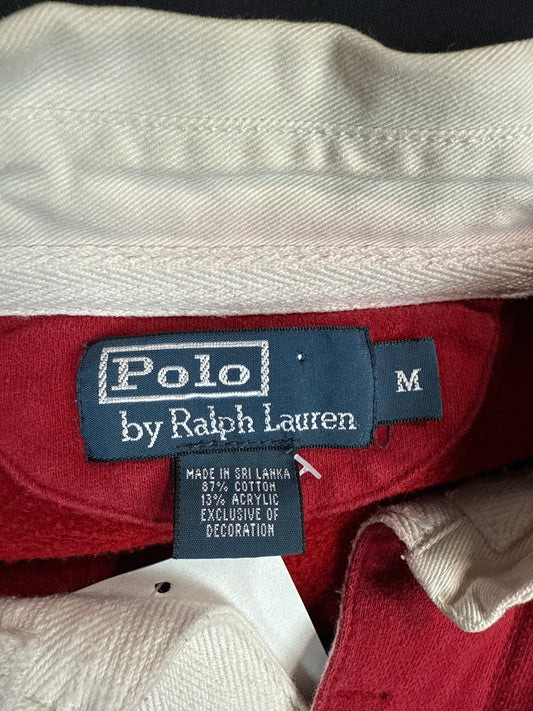 Polo
by Ralph Lauren
M
MADE IN SRI LANKA
87% COTTON
13% ACRYLIC
EXCLUSIVE OF
DECORATION